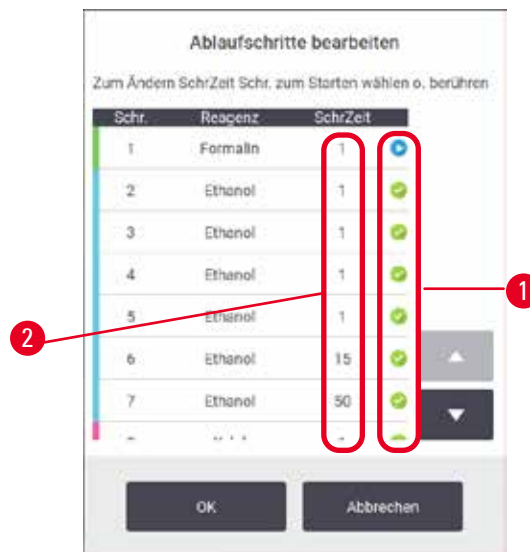 Ablaufschritte bearbeiten
Zum Ändern SchrZeit Schr. zum Starten wählen o. berühren
Schr. Reagenz SchrZeit
1 Formalin 1
2 Ethanol 1
3 Ethanol 1
4 Ethanol 1
5 Ethanol 1
6 Ethanol 15
7 Ethanol 50
1
2
OK Abbrechen